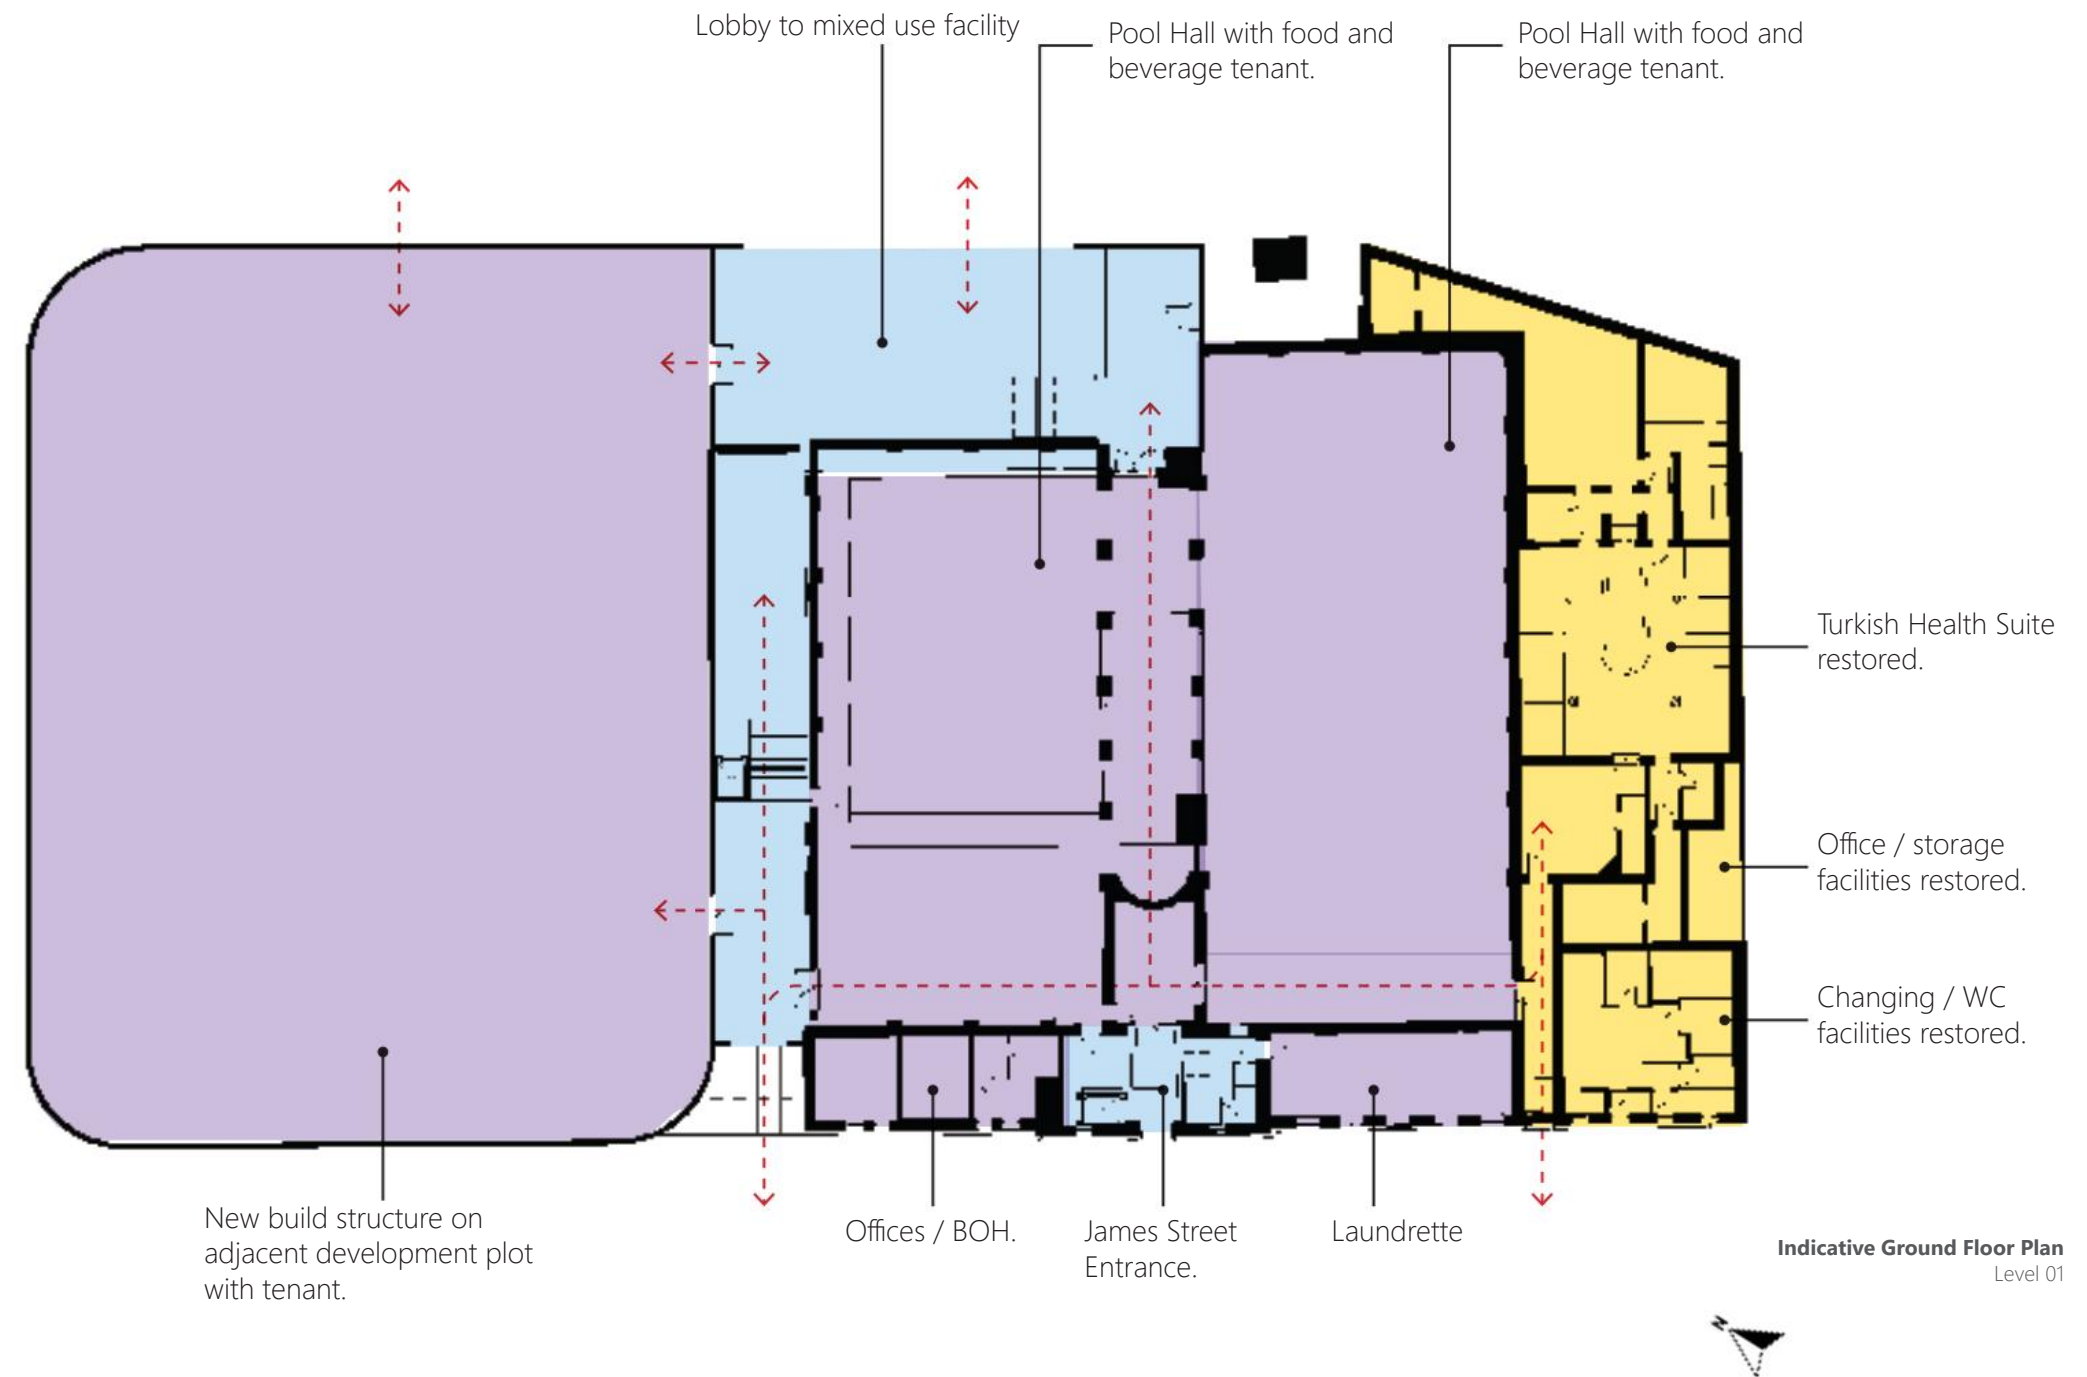 Lobby to mixed use facility
Pool Hall with food and
beverage tenant.
Pool Hall with food and
beverage tenant.
Turkish Health Suite
restored.
Office / storage
facilities restored.
Changing / WC
facilities restored.
New build structure on
adjacent development plot
with tenant.
Offices / BOH.
James Street
Entrance.
Laundrette
Indicative Ground Floor Plan
Level 01
N